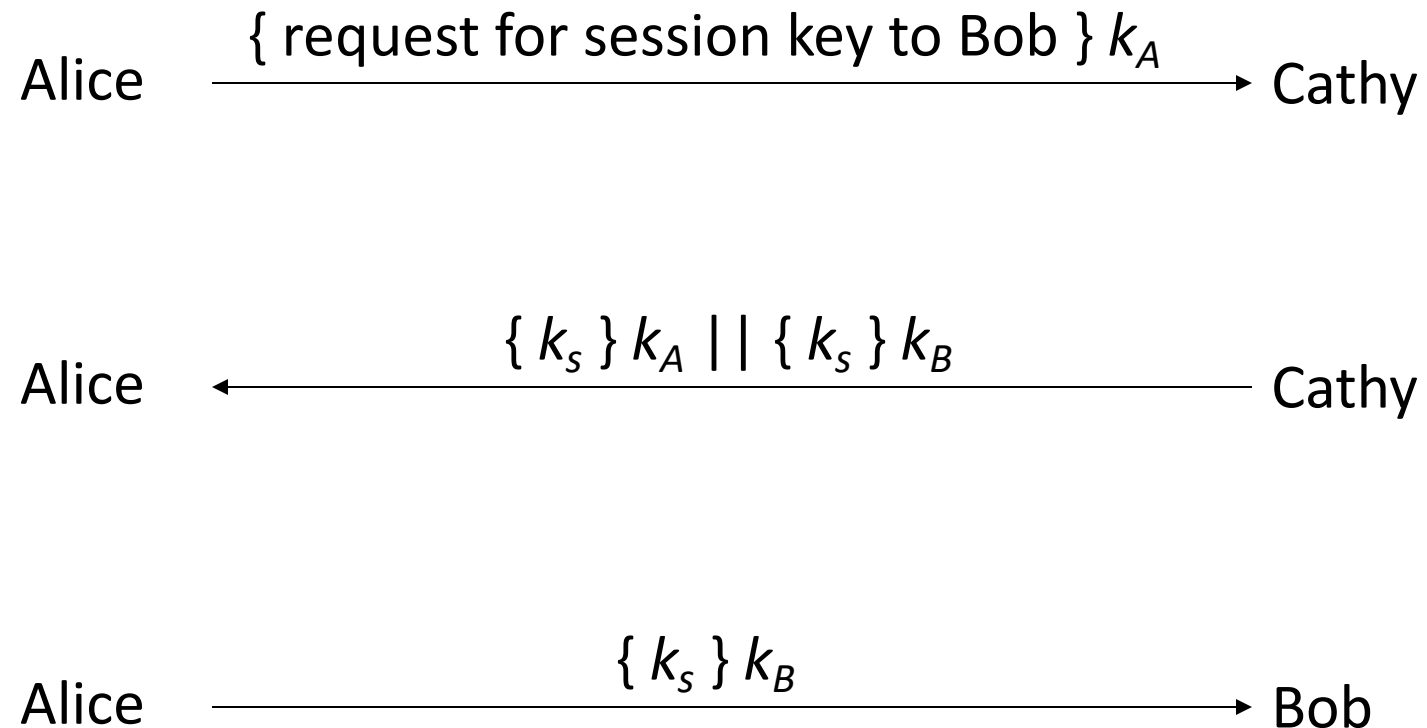 { request for session key to Bob } kA
Alice Cathy
{ ks } kA || { ks } kB
Alice Cathy
{ ks } kB
Alice Bob